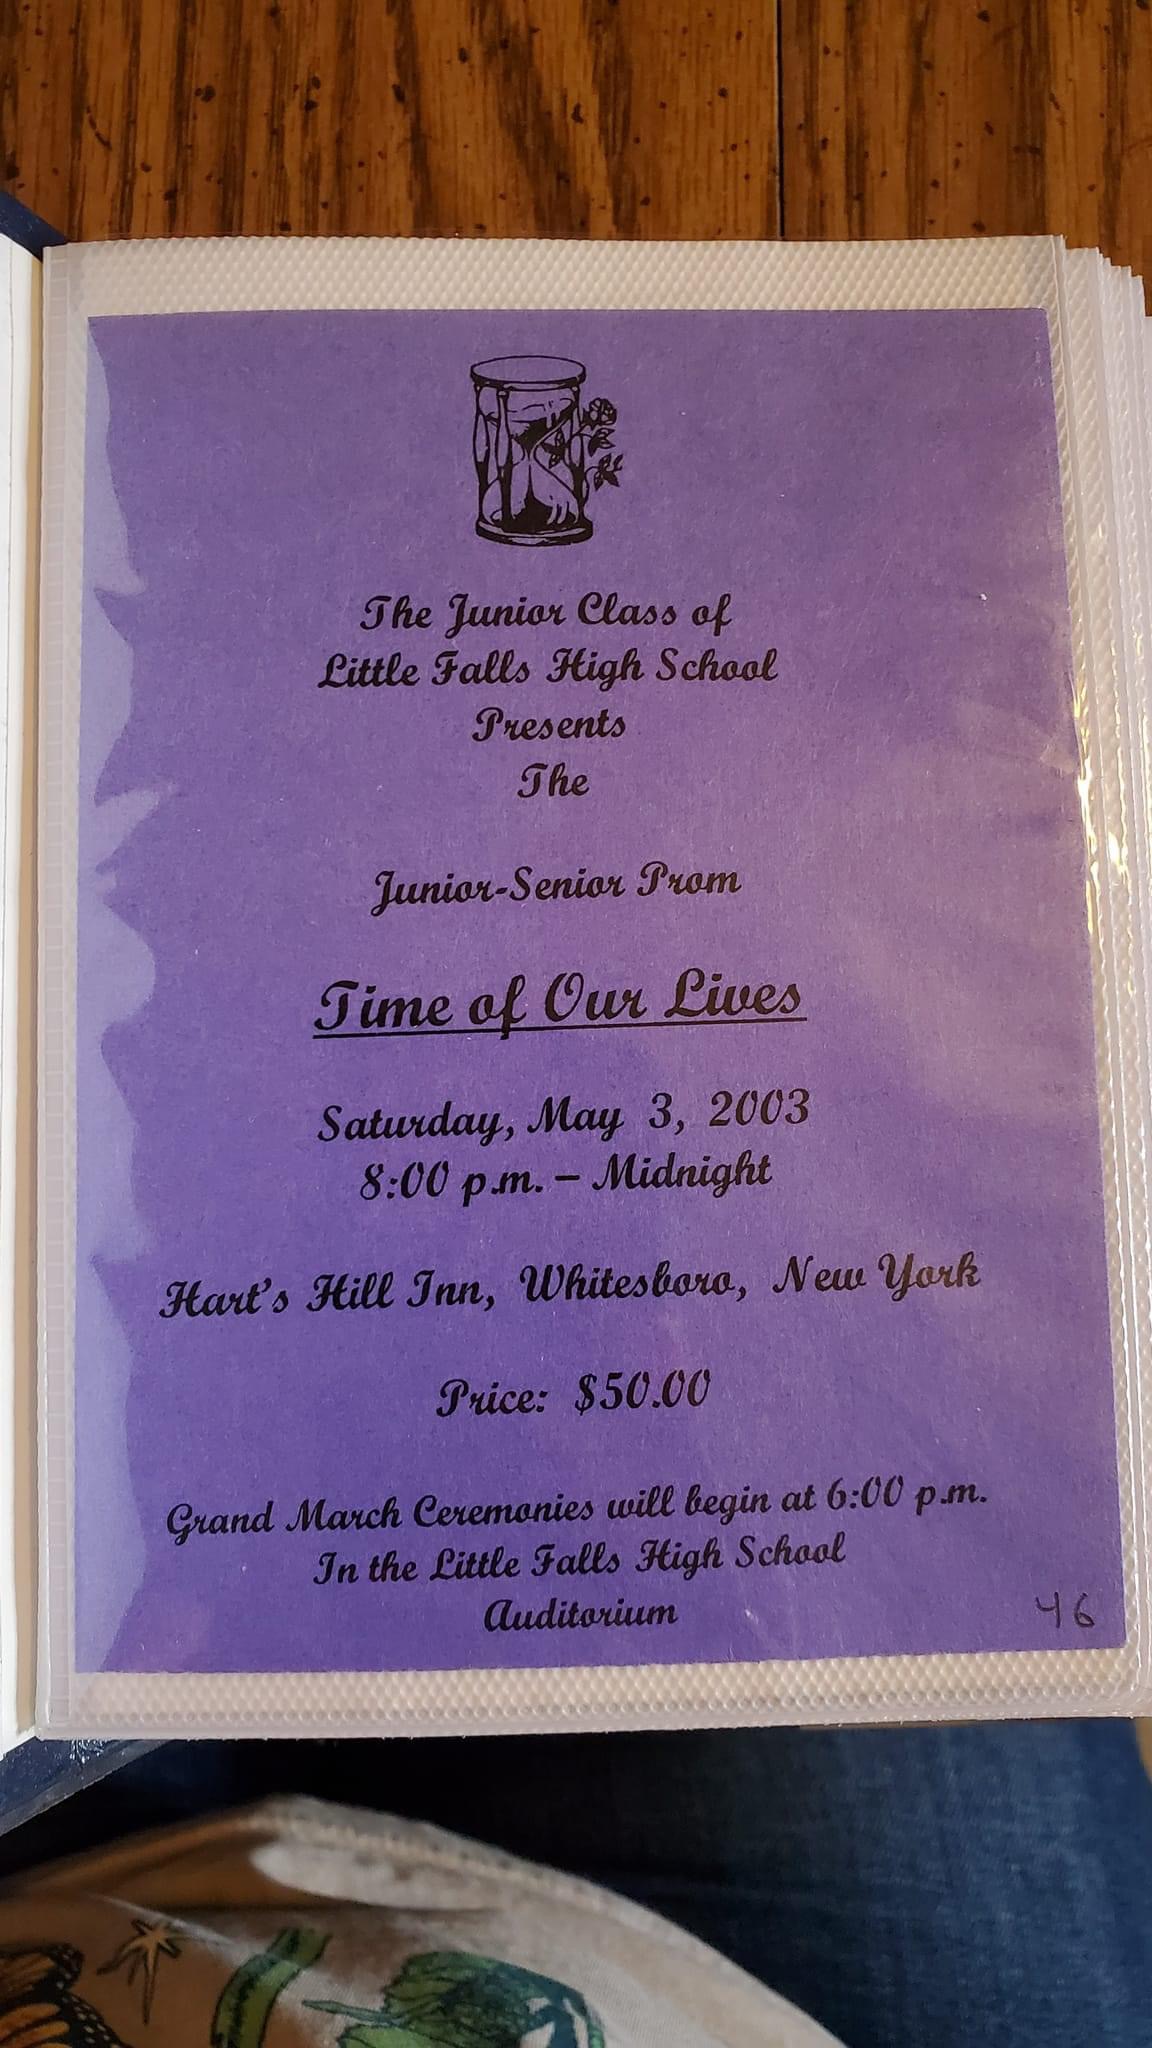 The Junior Class of
Little Falls High School
Presents
The
Junior-Senior Prom
Time of Our Lives
Saturday, May 3, 2003
8:00 p.m. – Midnight
Hart's Hill Inn, Whitesboro, New York
Price: $50.00
Grand March Ceremonies will begin at 6:00 p.m.
In the Little Falls High School
Auditorium
46